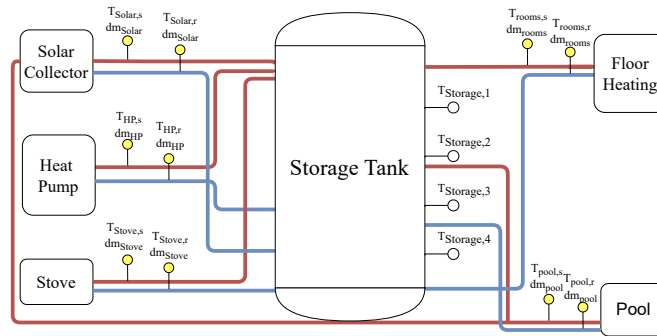 T_Solar,s
dm_Solar
T_Solar,r
dm_Solar
Solar
Collector
T_HP,s
dm_HP
T_HP,r
dm_HP
Heat
Pump
T_Stove,s
dm_Stove
T_Stove,r
dm_Stove
Stove
Storage Tank
T_Storage,1
T_Storage,2
T_Storage,3
T_Storage,4
T_rooms,s
dm_rooms
T_rooms,r
dm_rooms
Floor
Heating
T_pool,s
dm_pool
T_pool,r
dm_pool
Pool